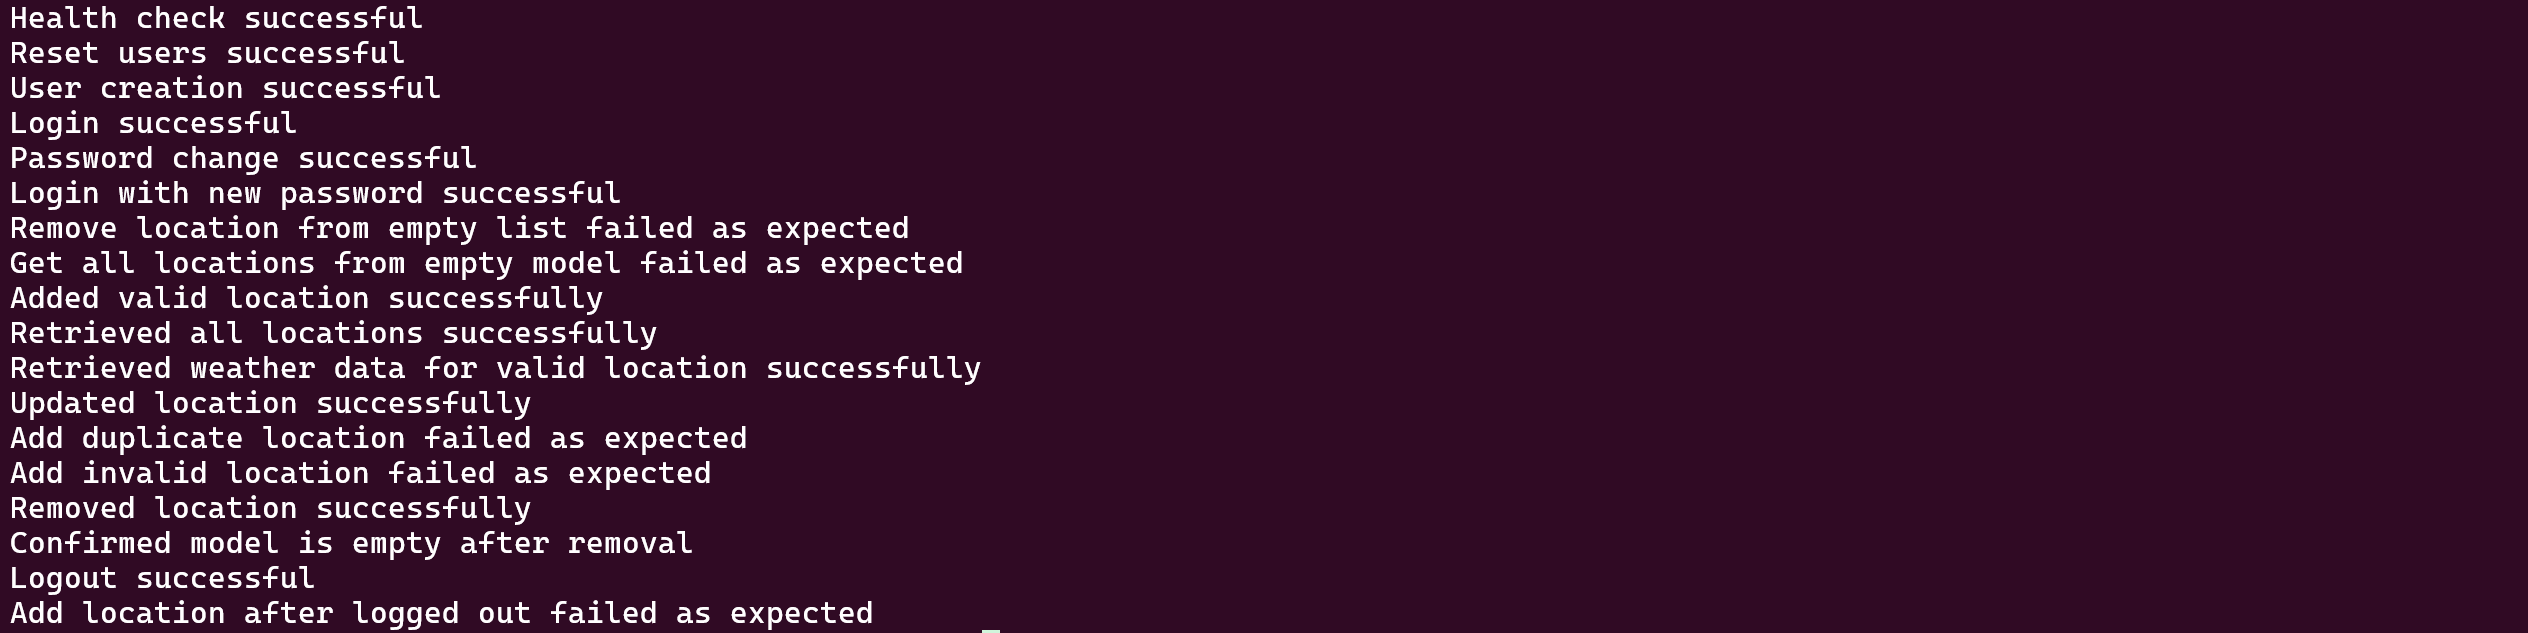 Health check successful
Reset users successful
User creation successful
Login successful
Password change successful
Login with new password successful
Remove location from empty list failed as expected
Get all locations from empty model failed as expected
Added valid location successfully
Retrieved all locations successfully
Retrieved weather data for valid location successfully
Updated location successfully
Add duplicate location failed as expected
Add invalid location failed as expected
Removed location successfully
Confirmed model is empty after removal
Logout successful
Add location after logged out failed as expected